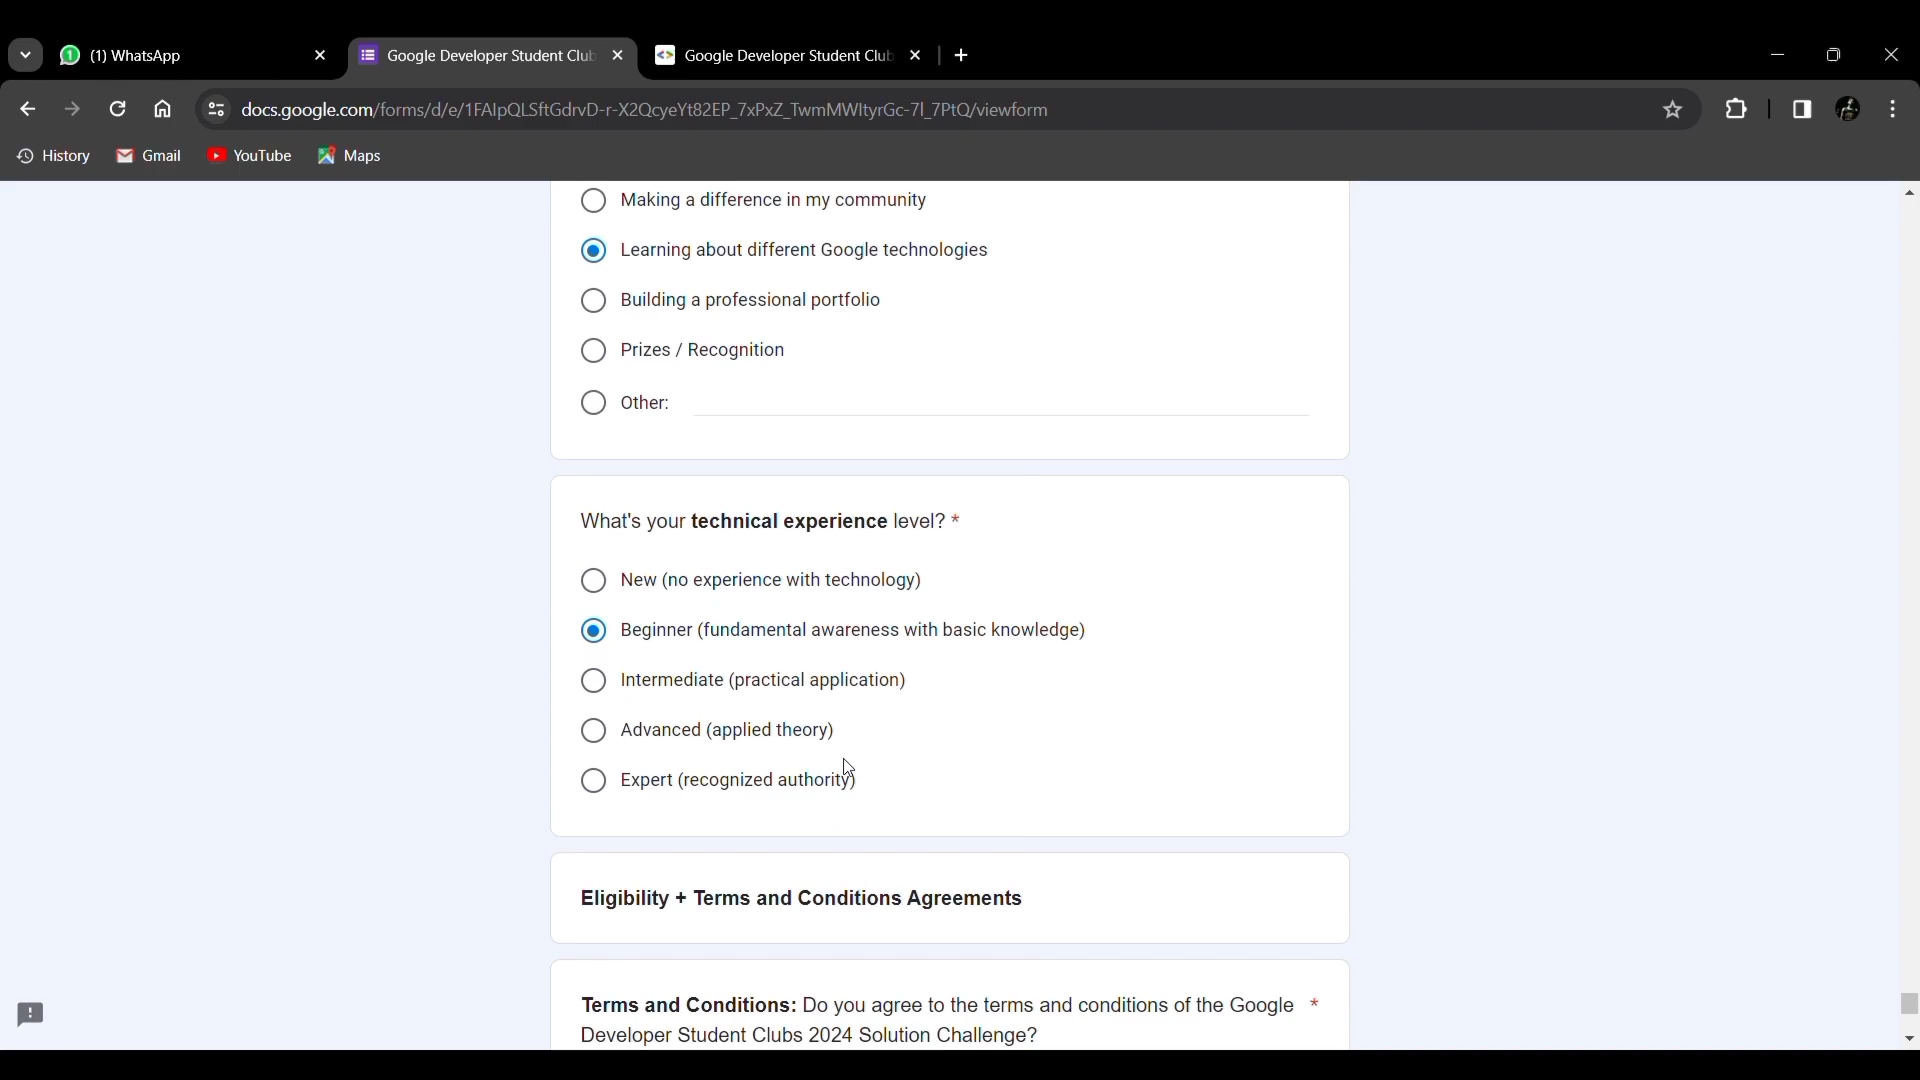 (1) WhatsApp
Google Developer Student Club
Google Developer Student Club
docs.google.com/forms/d/e/1FAIpQLSftGdrvD-r-X2QcyeYt82EP_7xPxZ_TwmMWItyrGc-7l_7PtQ/viewform
History Gmail YouTube Maps
Making a difference in my community
Learning about different Google technologies
Building a professional portfolio
Prizes / Recognition
Other:
What's your technical experience level? *
New (no experience with technology)
Beginner (fundamental awareness with basic knowledge)
Intermediate (practical application)
Advanced (applied theory)
Expert (recognized authority)
Eligibility + Terms and Conditions Agreements
Terms and Conditions: Do you agree to the terms and conditions of the Google *
Developer Student Clubs 2024 Solution Challenge?